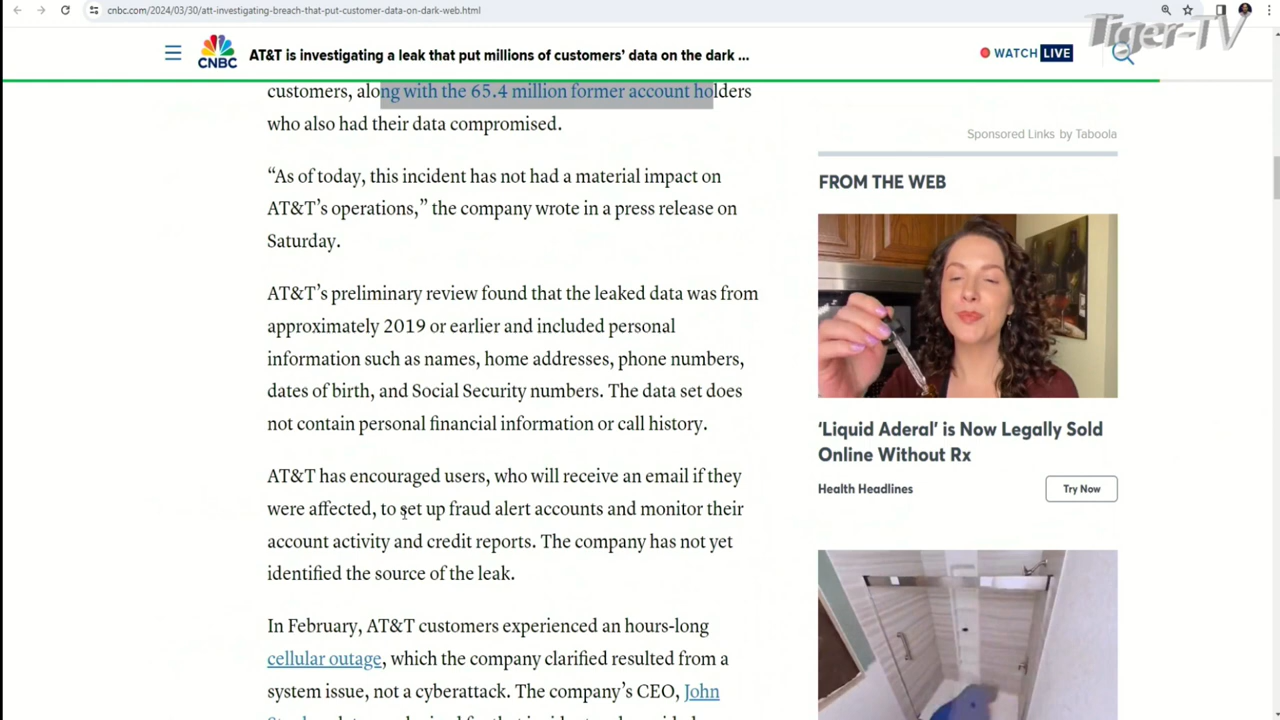 cnbc.com/2024/03/30/att-investigating-breach-that-put-customer-data-on-dark-web.html
Tiger-TV
CNBC
AT&T is investigating a leak that put millions of customers’ data on the dark ...
WATCH LIVE
customers, along with the 65.4 million former account holders
who also had their data compromised.
“As of today, this incident has not had a material impact on
AT&T’s operations,” the company wrote in a press release on
Saturday.
AT&T’s preliminary review found that the leaked data was from
approximately 2019 or earlier and included personal
information such as names, home addresses, phone numbers,
dates of birth, and Social Security numbers. The data set does
not contain personal financial information or call history.
AT&T has encouraged users, who will receive an email if they
were affected, to set up fraud alert accounts and monitor their
account activity and credit reports. The company has not yet
identified the source of the leak.
In February, AT&T customers experienced an hours-long
cellular outage, which the company clarified resulted from a
system issue, not a cyberattack. The company’s CEO, John
Sponsored Links by Taboola
FROM THE WEB
‘Liquid Aderal’ is Now Legally Sold
Online Without Rx
Health Headlines
Try Now